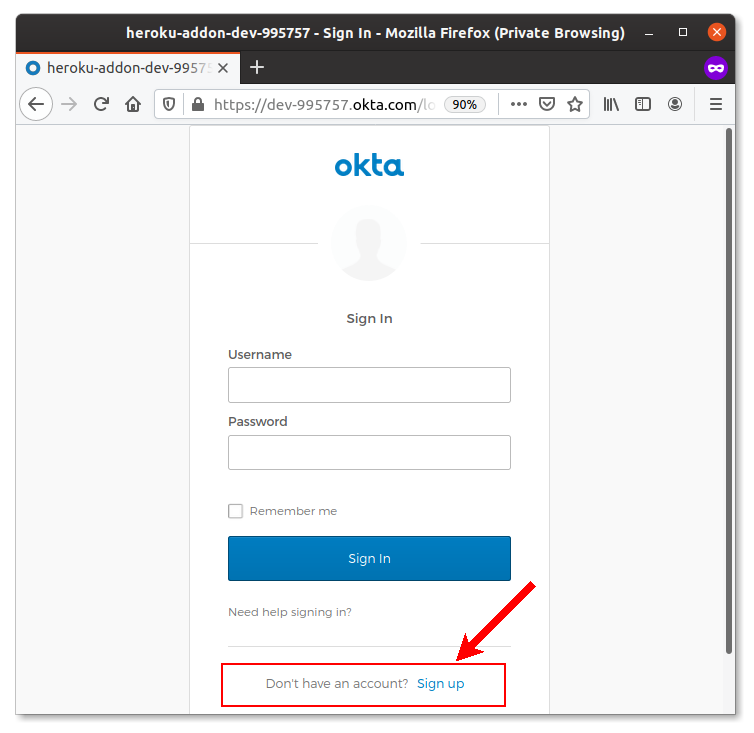 heroku-addon-dev-995757 - Sign In - Mozilla Firefox (Private Browsing)
heroku-addon-dev-99575
https://dev-995757.okta.com/lo 90%
okta
Sign In
Username
Password
Remember me
Sign In
Need help signing in?
Don't have an account? Sign up